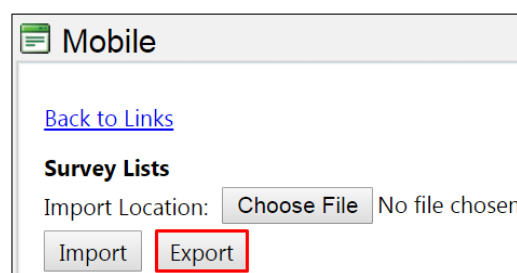 Mobile
Back to Links
Survey Lists
Import Location: Choose File No file chosen
Import Export